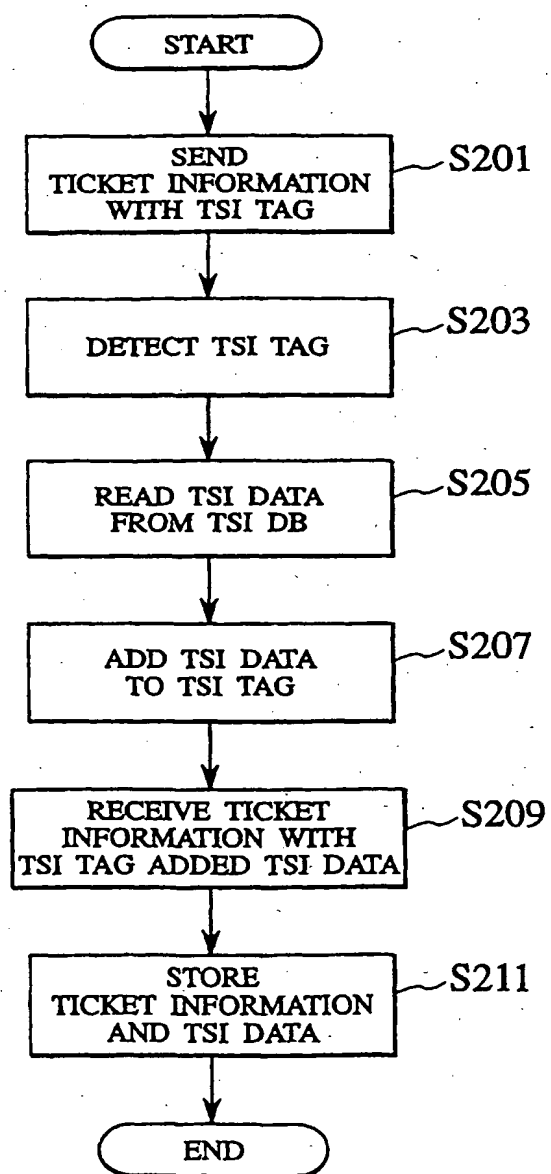 START
SEND
TICKET INFORMATION
WITH TSI TAG
S201
DETECT TSI TAG
S203
READ TSI DATA
FROM TSI DB
S205
ADD TSI DATA
TO TSI TAG
S207
RECEIVE TICKET
INFORMATION WITH
TSI TAG ADDED TSI DATA
S209
STORE
TICKET INFORMATION
AND TSI DATA
S211
END